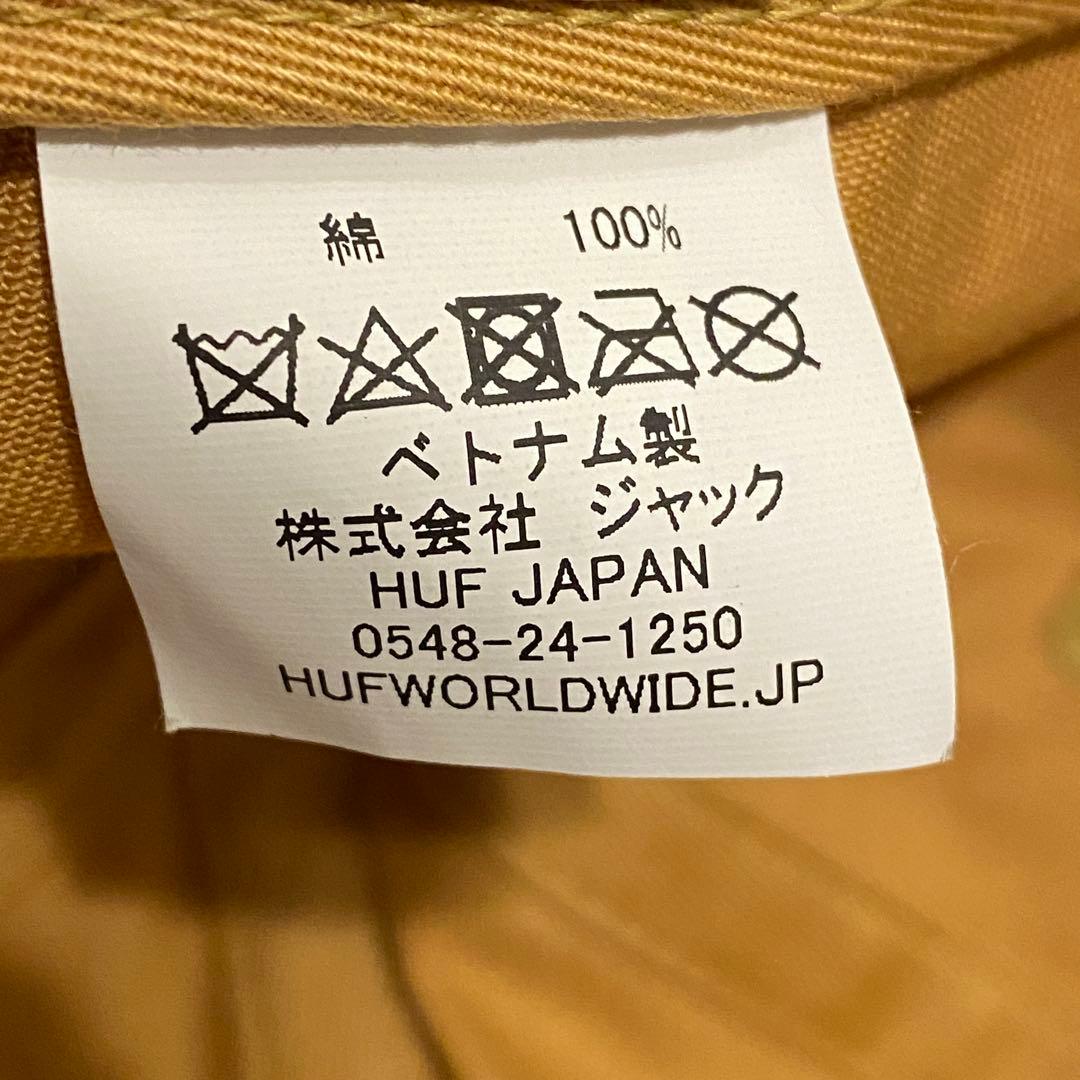 綿 100%
ベトナム製
株式会社 ジャック
HUF JAPAN
0548-24-1250
HUFWORLDWIDE.JP